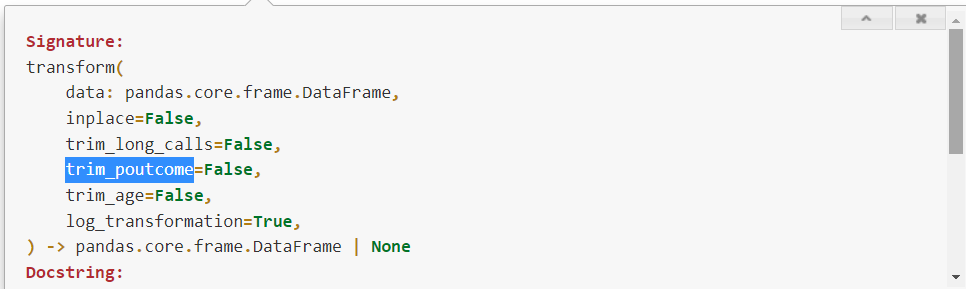 Signature:
transform(
    data: pandas.core.frame.DataFrame,
    inplace=False,
    trim_long_calls=False,
    trim_poutcome=False,
    trim_age=False,
    log_transformation=True,
) -> pandas.core.frame.DataFrame | None
Docstring: